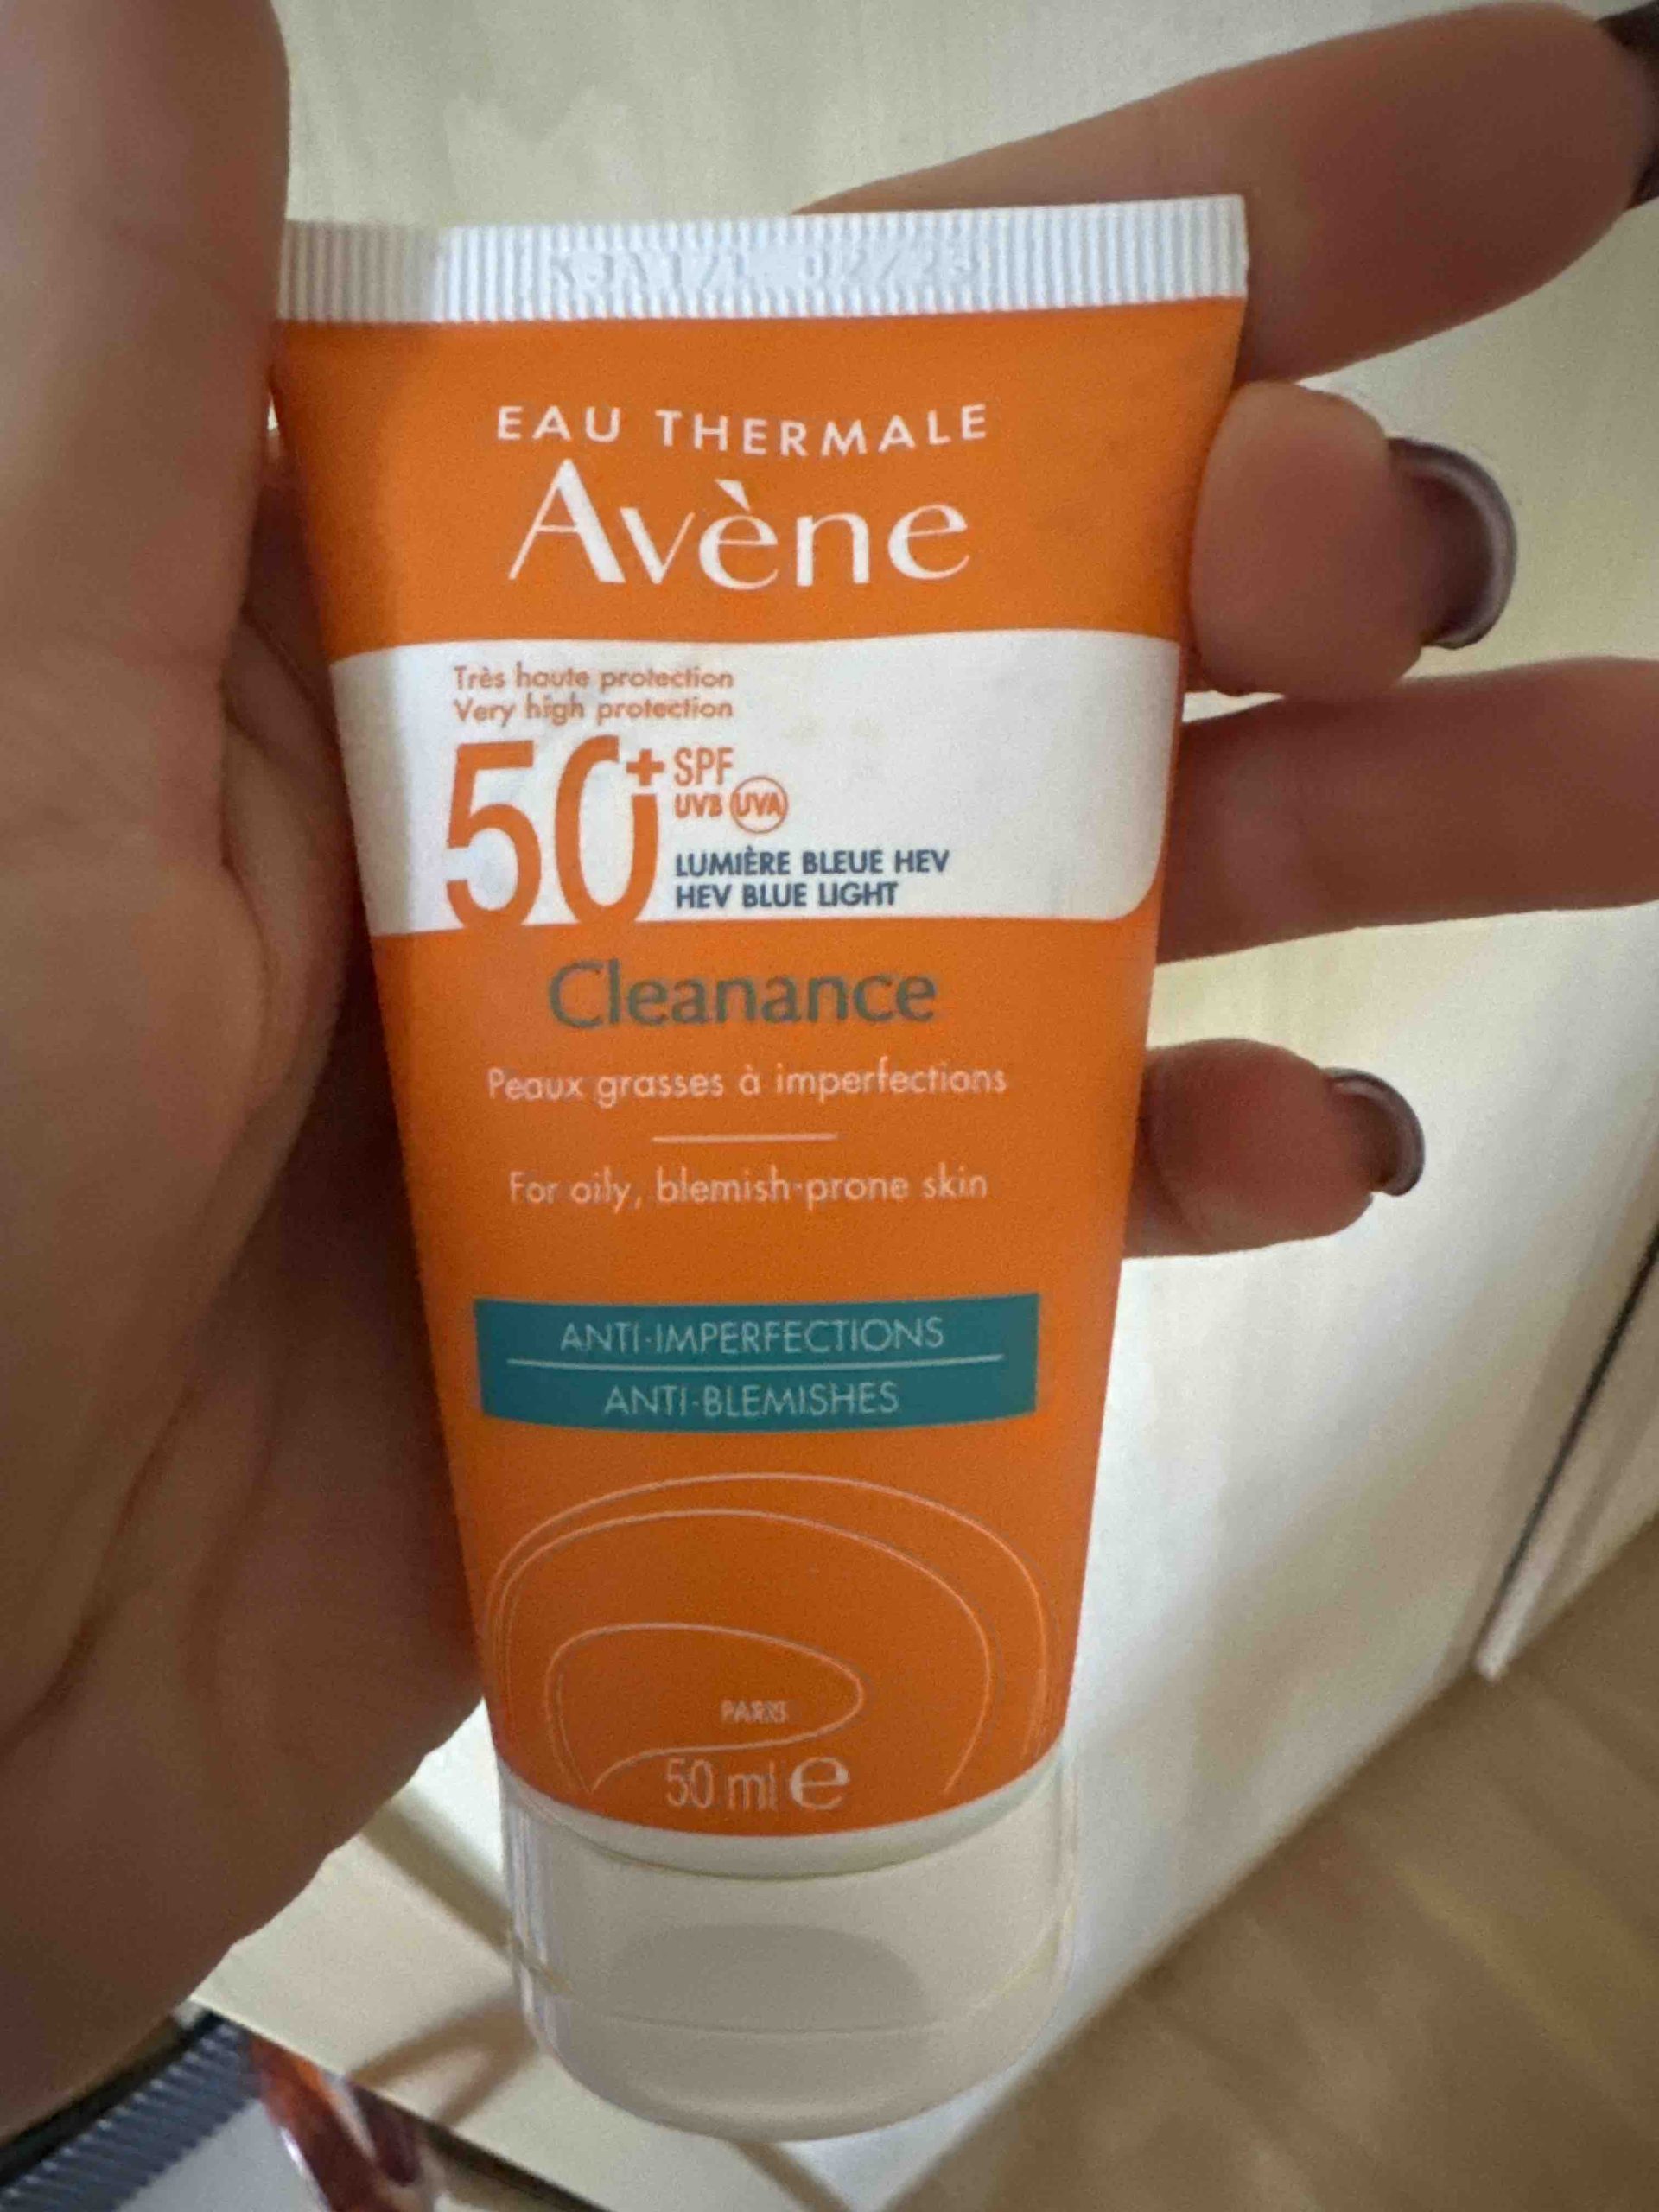 EAU THERMALE
Avène
Très haute protection
Very high protection
50+ SPF
UVB UVA
LUMIÈRE BLEUE HEV
HEV BLUE LIGHT
Cleanance
Peaux grasses à imperfections
For oily, blemish-prone skin
ANTI-IMPERFECTIONS
ANTI-BLEMISHES
PARIS
50 ml e